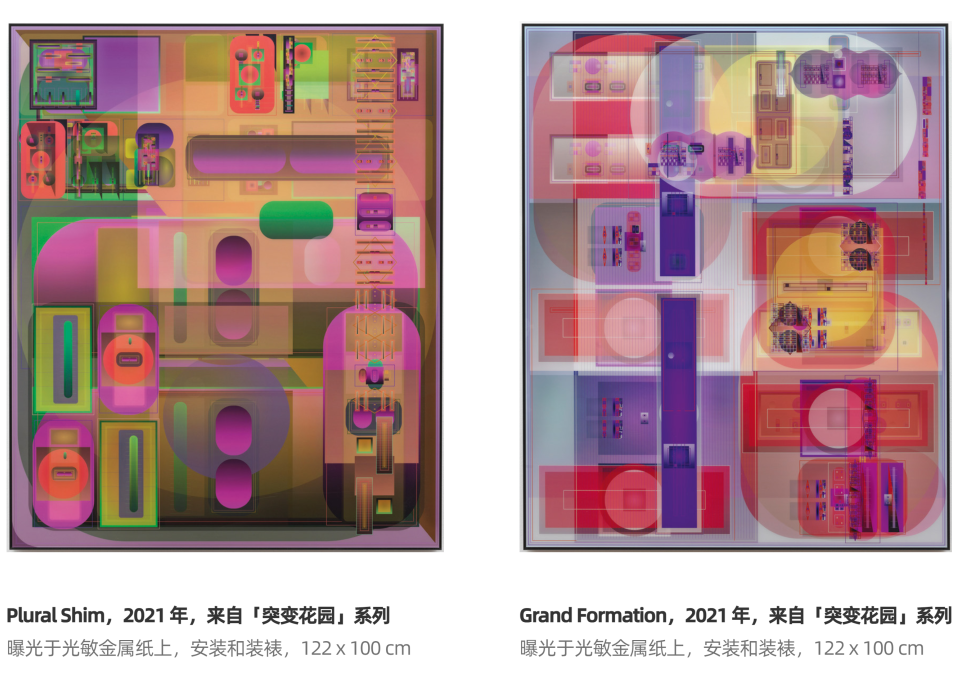 Plural Shim，2021 年，来自「突变花园」系列
曝光于光敏金属纸上，安装和装裱，122 x 100 cm
Grand Formation，2021 年，来自「突变花园」系列
曝光于光敏金属纸上，安装和装裱，122 x 100 cm